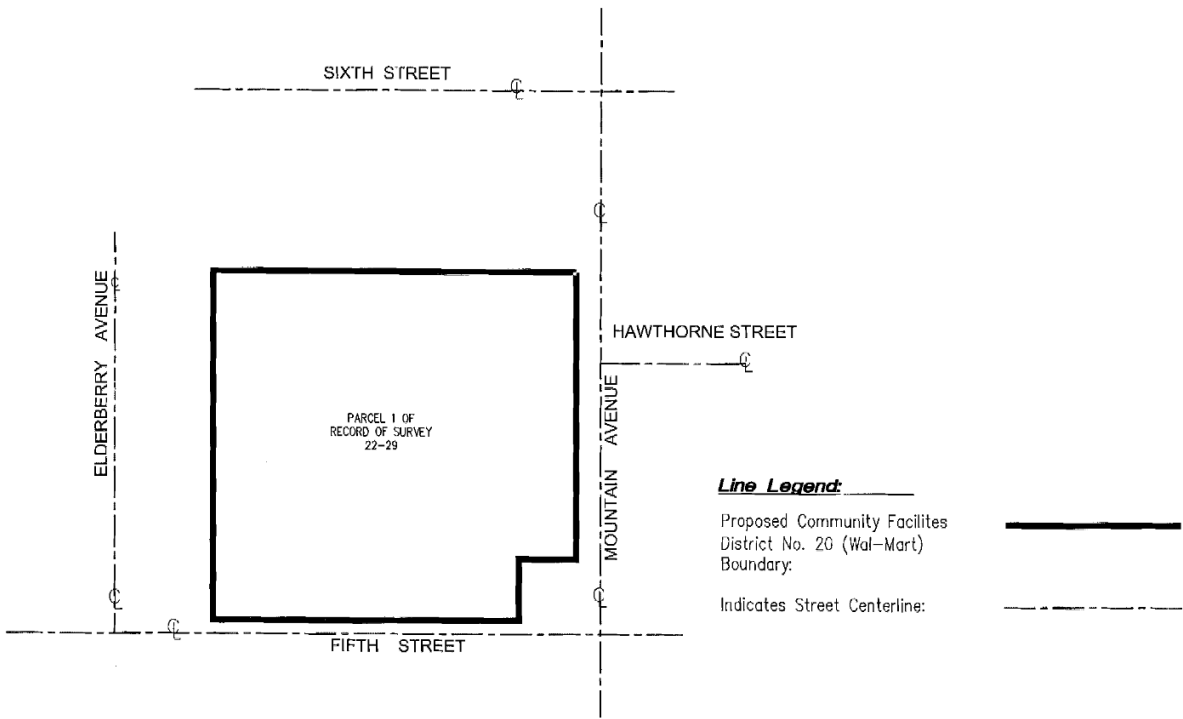 SIXTH STREET
℄
℄
ELDERBERRY AVENUE
℄
HAWTHORNE STREET
℄
PARCEL 1 OF
RECORD OF SURVEY
22-29
MOUNTAIN AVENUE
Line Legend:
Proposed Community Facilites
District No. 20 (Wal-Mart)
Boundary:
Indicates Street Centerline:
℄
℄
℄
FIFTH STREET